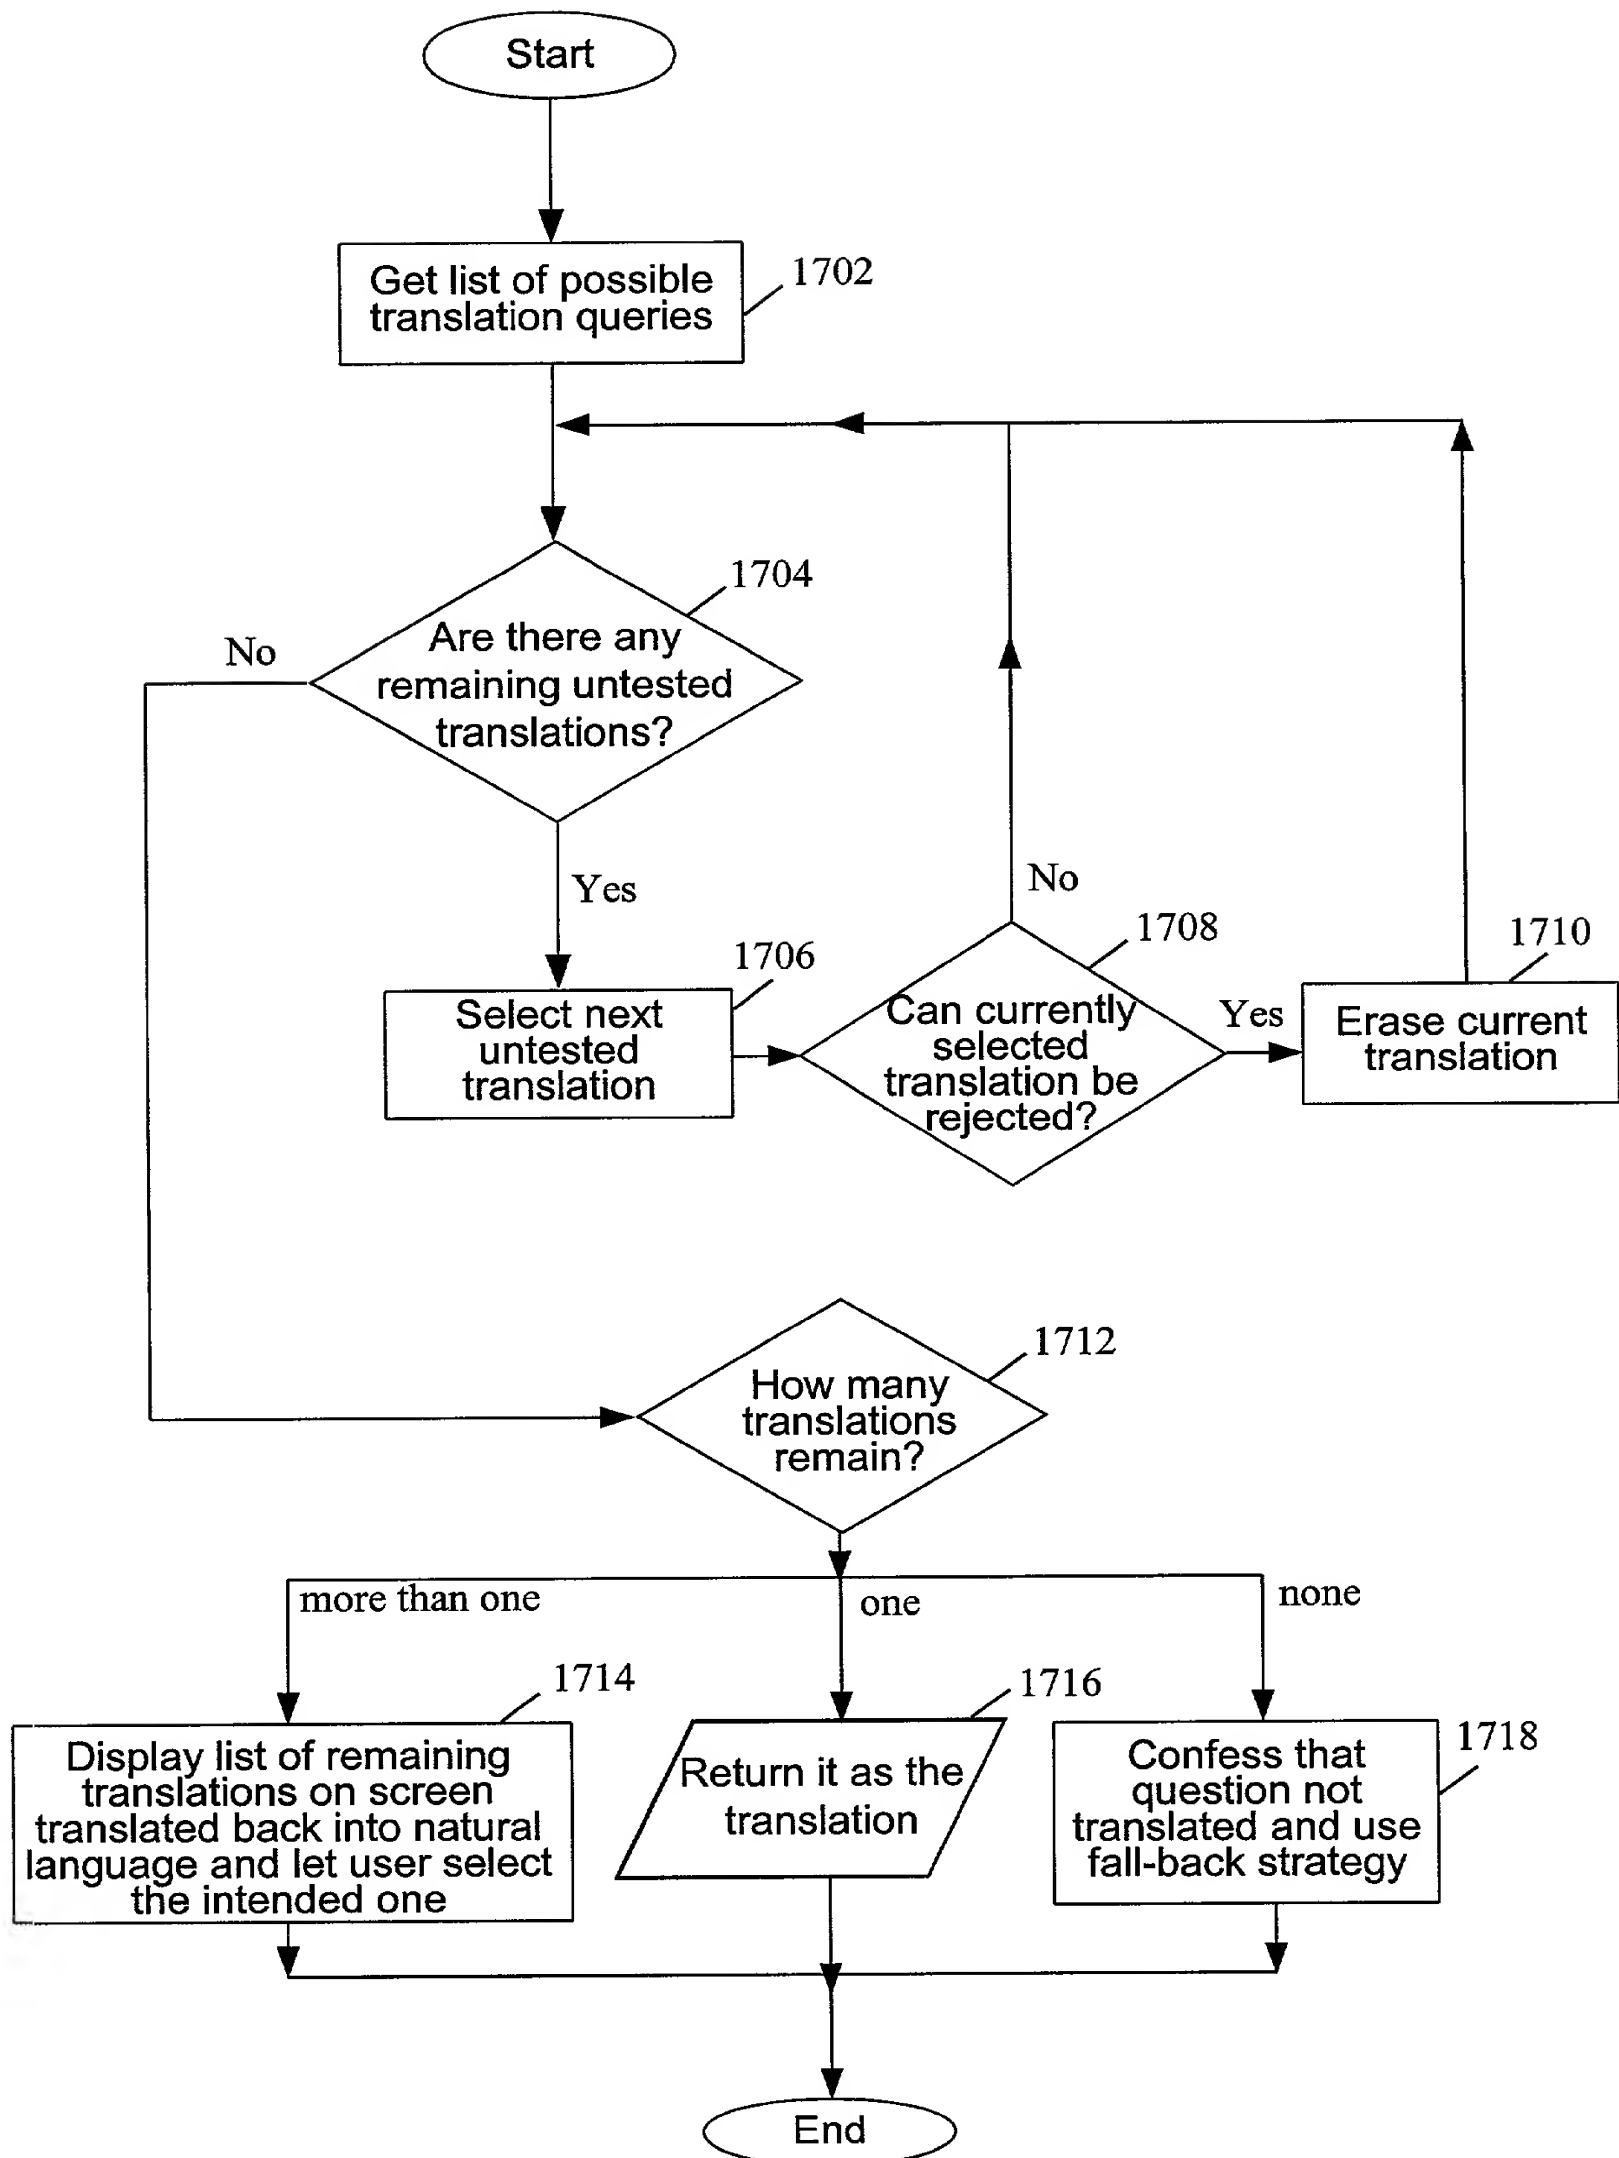 Start
Get list of possible
translation queries
1702
1704
Are there any
remaining untested
translations?
No
Yes
1706
Select next
untested
translation
No
1708
Can currently
selected
translation be
rejected?
Yes
1710
Erase current
translation
1712
How many
translations
remain?
more than one
one
none
1714
Display list of remaining
translations on screen
translated back into natural
language and let user select
the intended one
1716
Return it as the
translation
1718
Confess that
question not
translated and use
fall-back strategy
End